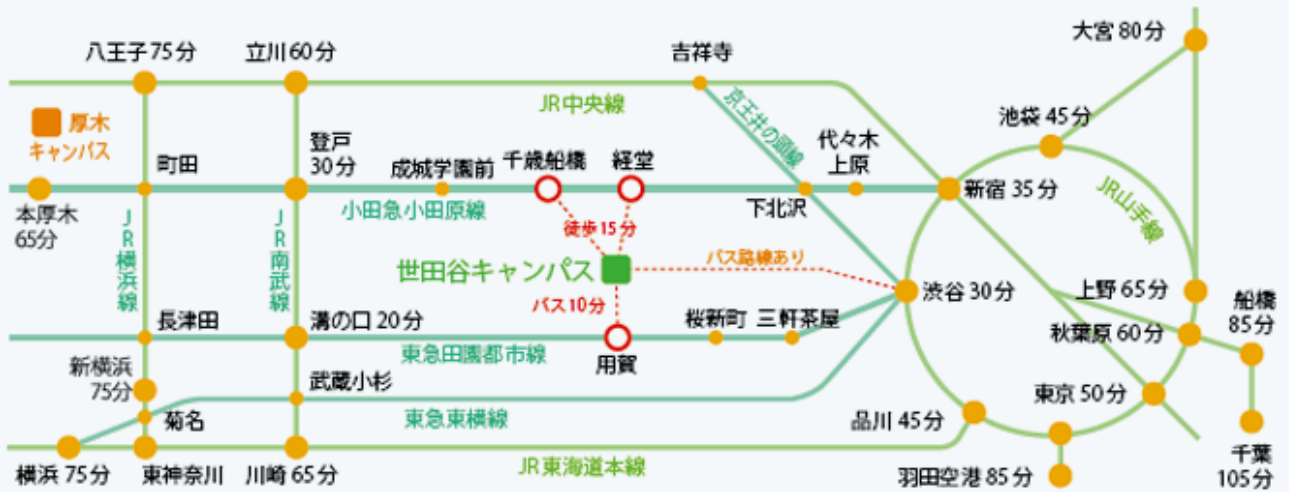 大宮 80分
八王子 75分
立川 60分
吉祥寺
JR中央線
京王井の頭線
池袋 45分
厚木
キャンパス
町田
登戸
30分
成城学園前
千歳船橋
経堂
代々木
上原
新宿 35分
JR山手線
本厚木
65分
小田急小田原線
下北沢
徒歩15分
JR横浜線
JR南武線
世田谷キャンパス
バス路線あり
渋谷 30分
上野 65分
船橋
85分
バス10分
長津田
溝の口 20分
桜新町
三軒茶屋
秋葉原 60分
東急田園都市線
用賀
新横浜
75分
武蔵小杉
東京 50分
菊名
東急東横線
品川 45分
横浜 75分
東神奈川
川崎 65分
JR東海道本線
羽田空港 85分
千葉
105分